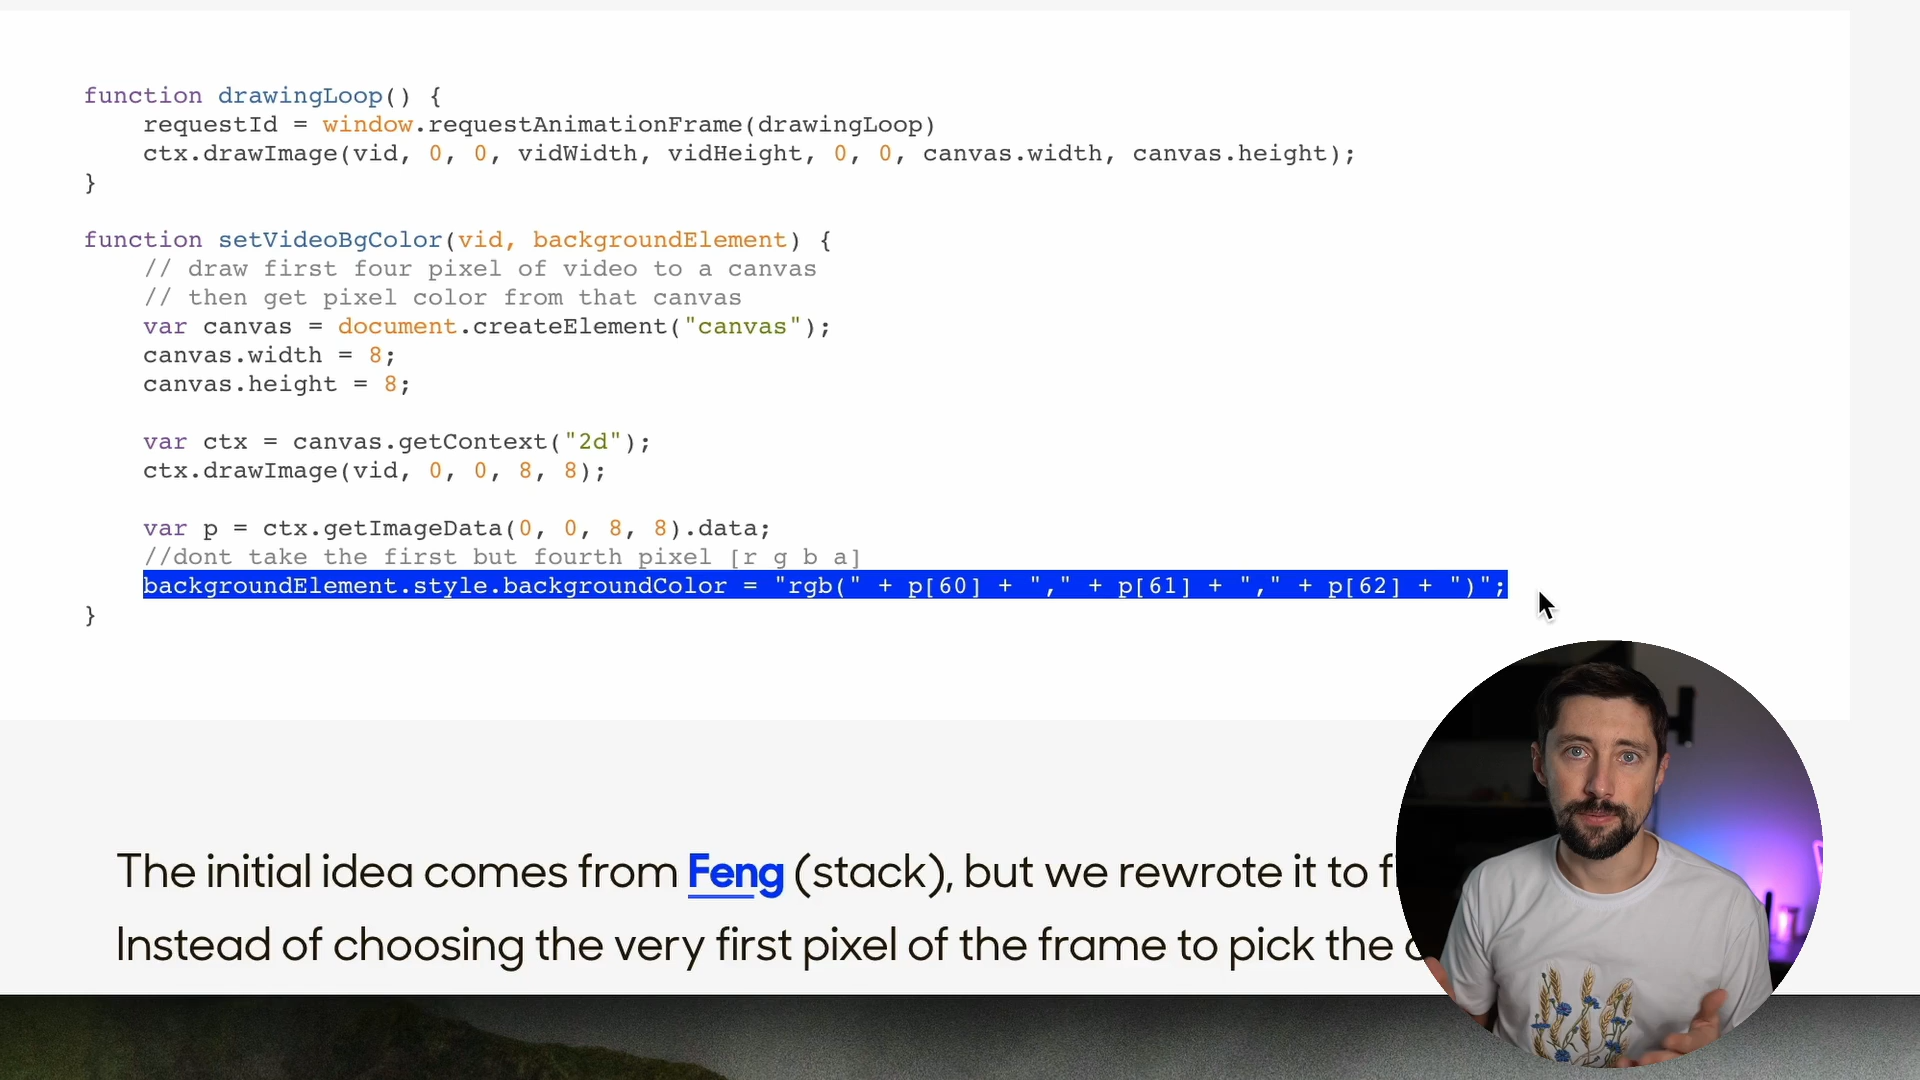 function drawingLoop() {
requestId = window.requestAnimationFrame(drawingLoop)
ctx.drawImage(vid, 0, 0, vidWidth, vidHeight, 0, 0, canvas.width, canvas.height);
}
function setVideoBgColor(vid, backgroundElement) {
// draw first four pixel of video to a canvas
// then get pixel color from that canvas
var canvas = document.createElement("canvas");
canvas.width = 8;
canvas.height = 8;
var ctx = canvas.getContext("2d");
ctx.drawImage(vid, 0, 0, 8, 8);
var p = ctx.getImageData(0, 0, 8, 8).data;
//dont take the first but fourth pixel [r g b a]
backgroundElement.style.backgroundColor = "rgb(" + p[60] + "," + p[61] + "," + p[62] + ")";
}
The initial idea comes from Feng (stack), but we rewrote it to
Instead of choosing the very first pixel of the frame to pick the